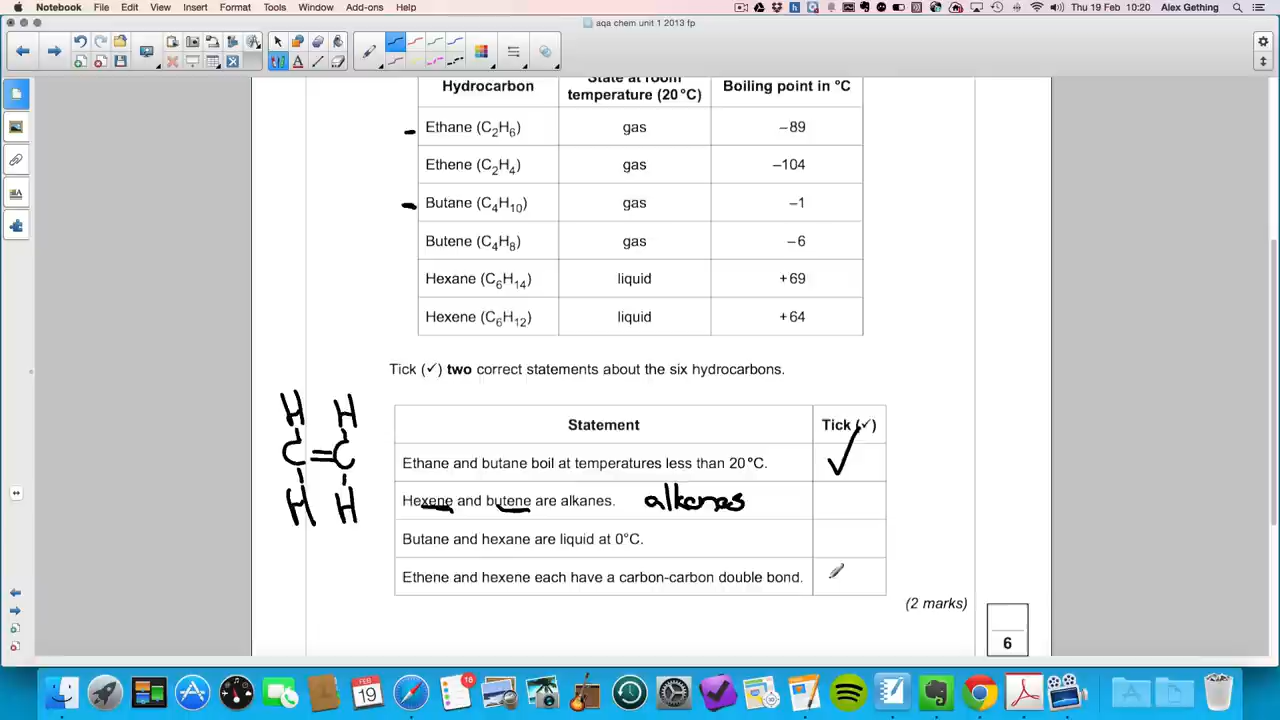 Notebook File Edit View Insert Format Tools Help Window Add-ons Help
Thu 19 Feb 10:20 Alex Gething
aqa chem unit 1 2013 fp
Hydrocarbon
State at room
temperature (20 °C)
Boiling point in °C
Ethane (C₂H₆) gas –89
Ethene (C₂H₄) gas –104
Butane (C₄H₁₀) gas –1
Butene (C₄H₈) gas –6
Hexane (C₆H₁₄) liquid +69
Hexene (C₆H₁₂) liquid +64
Tick (✓) two correct statements about the six hydrocarbons.
H H
C=C
H H
Statement Tick (✓)
Ethane and butane boil at temperatures less than 20 °C. ✓
Hexene and butene are alkanes. alkanes
Butane and hexane are liquid at 0°C.
Ethene and hexene each have a carbon-carbon double bond.
(2 marks)
6
FEB
19
18